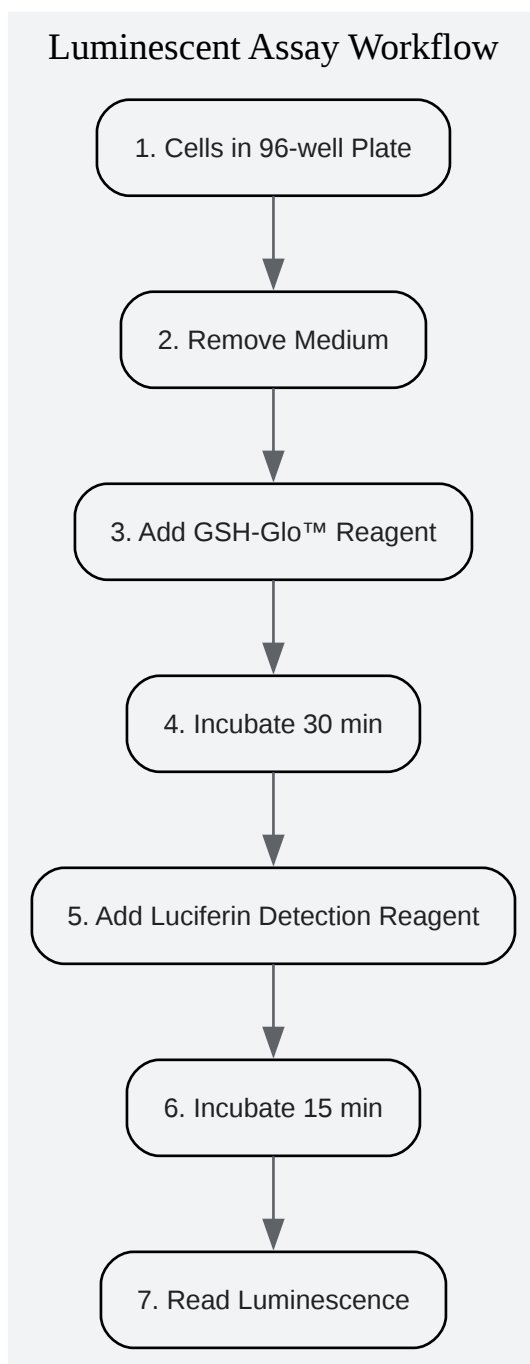 Luminescent Assay Workflow
1. Cells in 96-well Plate
2. Remove Medium
3. Add GSH-Glo™ Reagent
4. Incubate 30 min
5. Add Luciferin Detection Reagent
6. Incubate 15 min
7. Read Luminescence